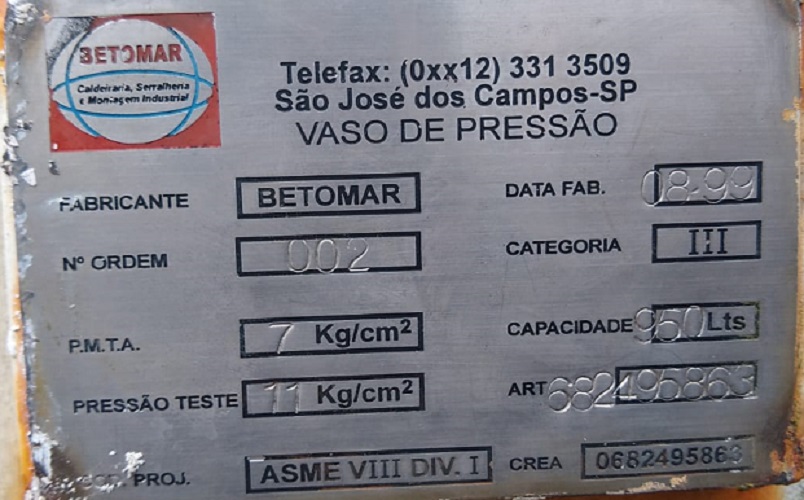 BETOMAR
Caldeiraria, Serralheria
e Montagem Industrial
Telefax: (0xx12) 331 3509
São José dos Campos-SP
VASO DE PRESSÃO
FABRICANTE BETOMAR DATA FAB. 08-99
Nº ORDEM 002 CATEGORIA III
P.M.T.A. 7 Kg/cm² CAPACIDADE 950 Lts
PRESSÃO TESTE 11 Kg/cm² ART 682495863
PROJ. ASME VIII DIV. I CREA 0682495863